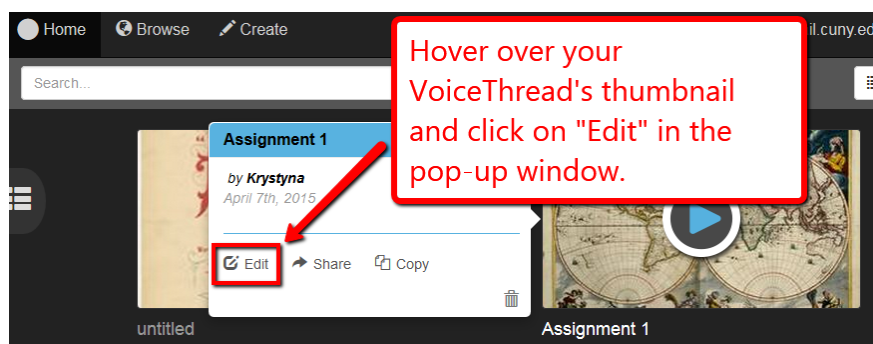 Home Browse Create il.cuny.ed
Search...
Hover over your
VoiceThread's thumbnail
and click on "Edit" in the
pop-up window.
Assignment 1
by Krystyna
April 7th, 2015
Edit Share Copy
untitled Assignment 1